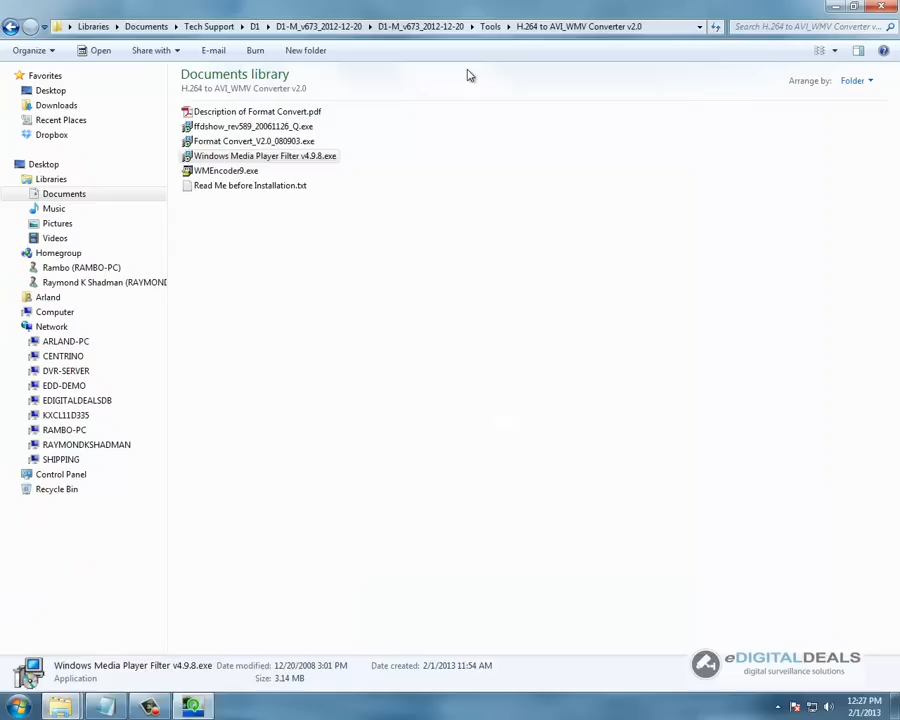 Libraries Documents Tech Support D1 D1-M_v673_2012-12-20 D1-M_v673_2012-12-20 Tools H.264 to AVI_WMV Converter v2.0
Search H.264 to AVI_WMV Converter v...
Organize Open Share with E-mail Burn New folder
Favorites
Desktop
Downloads
Recent Places
Dropbox
Desktop
Libraries
Documents
Music
Pictures
Videos
Homegroup
Rambo (RAMBO-PC)
Raymond K Shadman (RAYMOND
Arland
Computer
Network
ARLAND-PC
CENTRINO
DVR-SERVER
EDD-DEMO
EDIGITALDEALSDB
KXCL11D335
RAMBO-PC
RAYMONDKSHADMAN
SHIPPING
Control Panel
Recycle Bin
Documents library
H.264 to AVI_WMV Converter v2.0
Arrange by: Folder
Description of Format Convert.pdf
ffdshow_rev589_20061126_Q.exe
Format Convert_V2.0_080903.exe
Windows Media Player Filter v4.9.8.exe
WMEncoder9.exe
Read Me before Installation.txt
Windows Media Player Filter v4.9.8.exe Date modified: 12/20/2008 3:01 PM Date created: 2/1/2013 11:54 AM
Application Size: 3.14 MB
eDIGITALDEALS
digital surveillance solutions
12:27 PM
2/1/2013